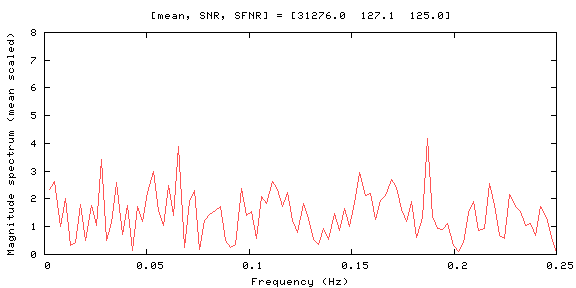 [mean, SNR, SFNR] = [31276.0  127.1  125.0]
Magnitude spectrum (mean scaled)
8
7
6
5
4
3
2
1
0
0 0.05 0.1 0.15 0.2 0.25
Frequency (Hz)